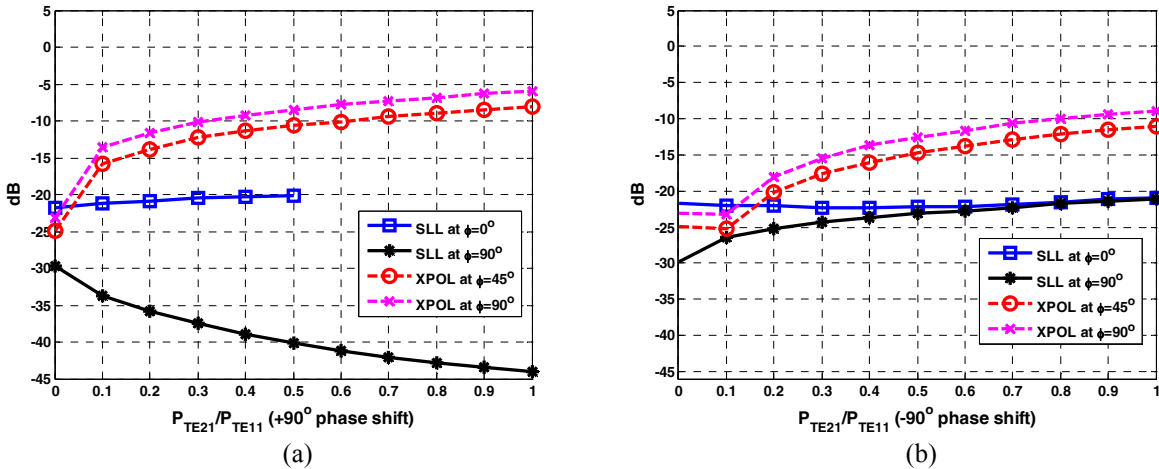 5
0
-5
-10
-15
-20
-25
-30
-35
-40
-45
dB
SLL at ϕ=0°
SLL at ϕ=90°
XPOL at ϕ=45°
XPOL at ϕ=90°
0 0.1 0.2 0.3 0.4 0.5 0.6 0.7 0.8 0.9 1
P_TE21/P_TE11 (+90° phase shift)
(a)
5
0
-5
-10
-15
-20
-25
-30
-35
-40
-45
dB
SLL at ϕ=0°
SLL at ϕ=90°
XPOL at ϕ=45°
XPOL at ϕ=90°
0 0.1 0.2 0.3 0.4 0.5 0.6 0.7 0.8 0.9 1
P_TE21/P_TE11 (-90° phase shift)
(b)